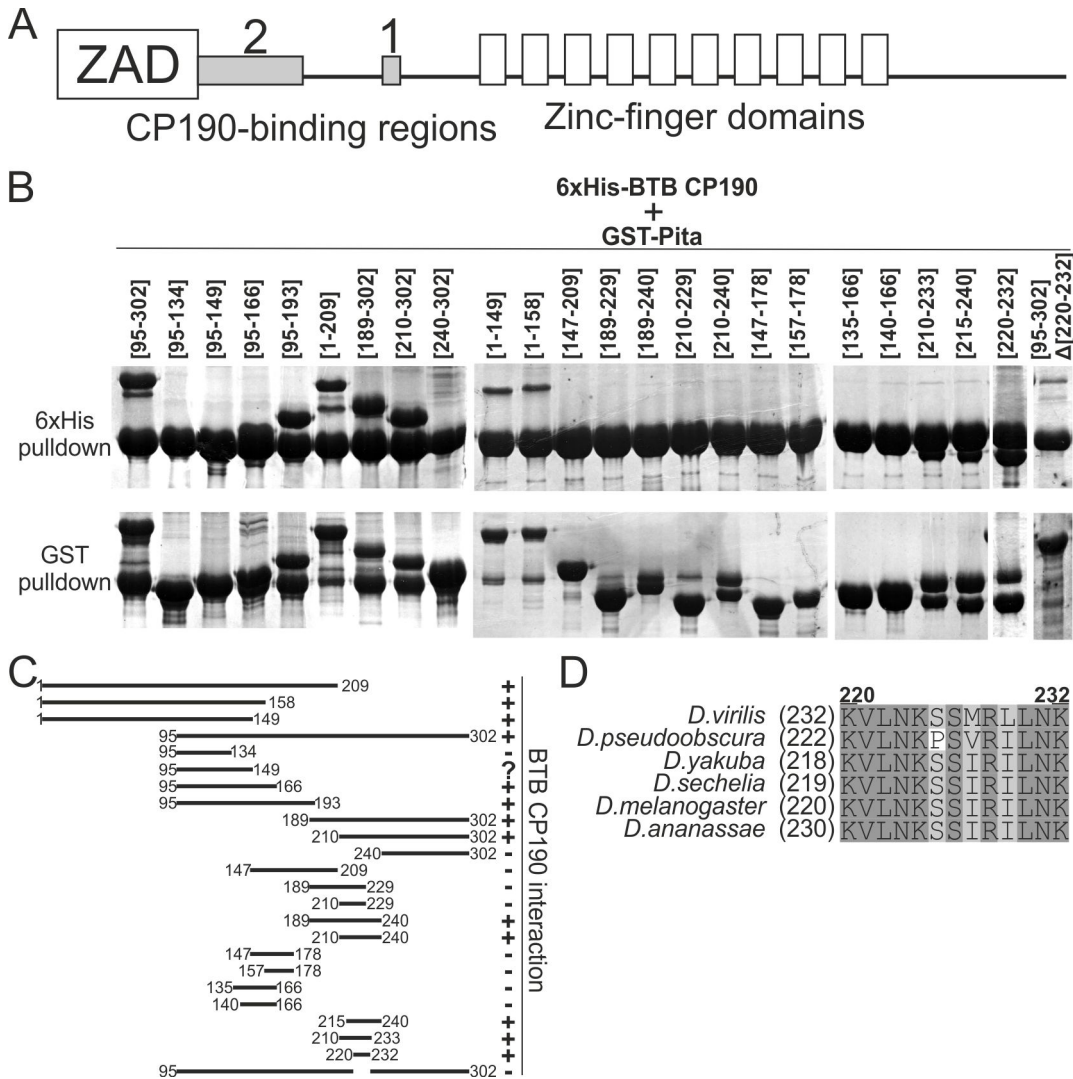 A
ZAD
2
1
CP190-binding regions
Zinc-finger domains
B
6xHis-BTB CP190
+
GST-Pita
[95-302]
[95-134]
[95-149]
[95-166]
[95-193]
[1-209]
[189-302]
[210-302]
[240-302]
[1-149]
[1-158]
[147-209]
[189-229]
[189-240]
[210-229]
[210-240]
[147-178]
[157-178]
[135-166]
[140-166]
[210-233]
[215-240]
[220-232]
[95-302]
Δ[220-232]
6xHis
pulldown
GST
pulldown
C
1 209 +
1 158 +
1 149 +
95 302 +
95 134 -
95 149 ?
95 166 +
95 193 +
189 302 +
210 302 +
240 302 -
147 209 -
189 229 -
210 229 -
189 240 +
210 240 +
147 178 -
157 178 -
135 166 -
140 166 -
215 240 +
210 233 +
220 232 +
95 302 -
BTB CP190 interaction
D
220 232
D.virilis (232) KVLNKSSMRLLNK
D.pseudoobscura (222) KVLNKPSVRILNK
D.yakuba (218) KVLNKSSIRILNK
D.sechelia (219) KVLNKSSIRILNK
D.melanogaster (220) KVLNKSSIRILNK
D.ananassae (230) KVLNKSSIRILNK